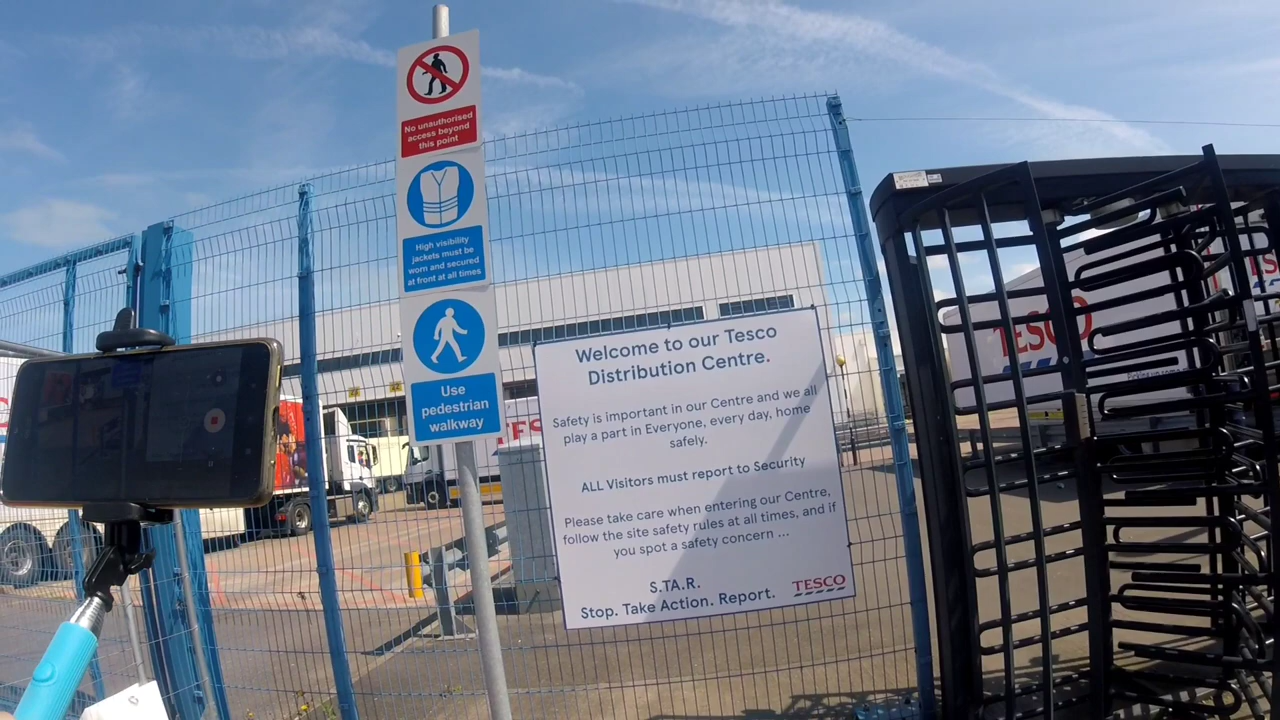 No unauthorised
access beyond
this point
High visibility
jackets must be
worn and secured
at front at all times
Use
pedestrian
walkway
Welcome to our Tesco
Distribution Centre.
Safety is important in our Centre and we all
play a part in Everyone, every day, home
safely.
ALL Visitors must report to Security
Please take care when entering our Centre,
follow the site safety rules at all times, and if
you spot a safety concern ...
S.TA.R.
Stop. Take Action. Report.
TESCO
TESCO